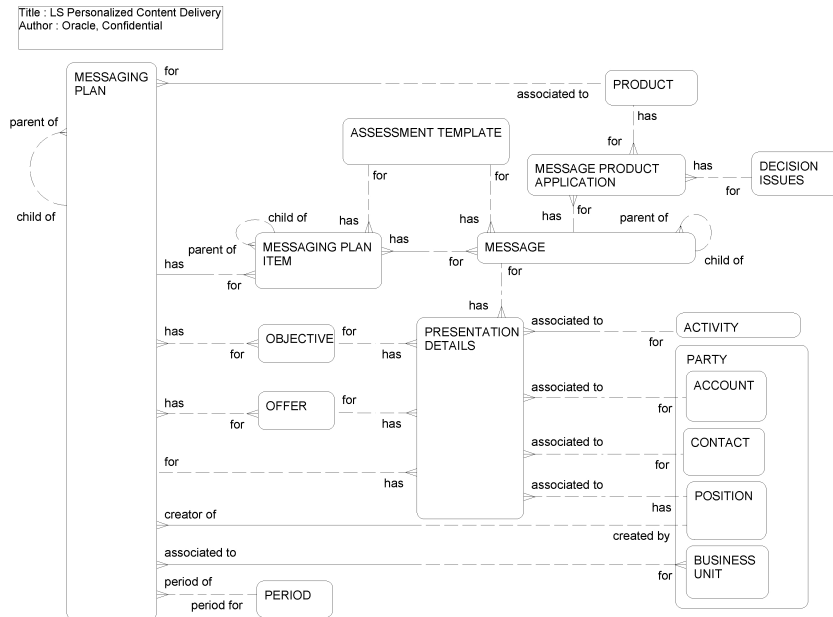 Title : LS Personalized Content Delivery
Author : Oracle, Confidential
MESSAGING
PLAN
for
associated to
PRODUCT
has
for
parent of
child of
ASSESSMENT TEMPLATE
for
for
has
has
MESSAGE PRODUCT
APPLICATION
has
for
DECISION
ISSUES
for
has
parent of
child of
child of
parent of
MESSAGING PLAN
ITEM
has
for
MESSAGE
for
has
for
has
PRESENTATION
DETAILS
associated to
for
ACTIVITY
has
for
OBJECTIVE
for
has
PARTY
associated to
for
ACCOUNT
has
for
OFFER
for
has
associated to
for
CONTACT
for
has
associated to
has
POSITION
creator of
created by
associated to
for
BUSINESS
UNIT
period of
period for
PERIOD